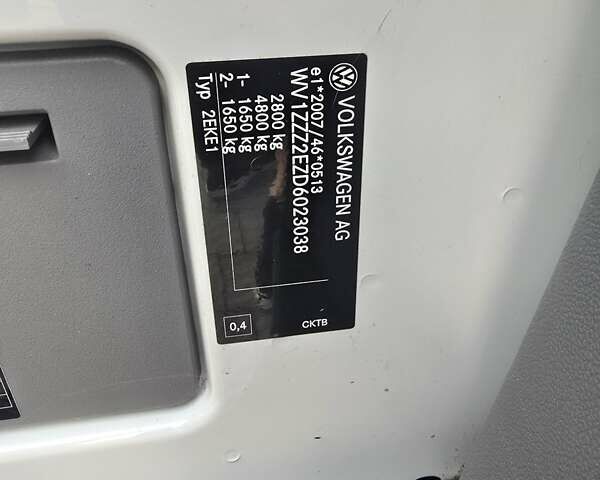 VOLKSWAGEN AG
e1*2007/46*0513
WV1ZZZ2EZD6023038
2800 kg
4800 kg
1- 1650 kg
2- 1650 kg
Typ 2EKE1
0,4
CKTB